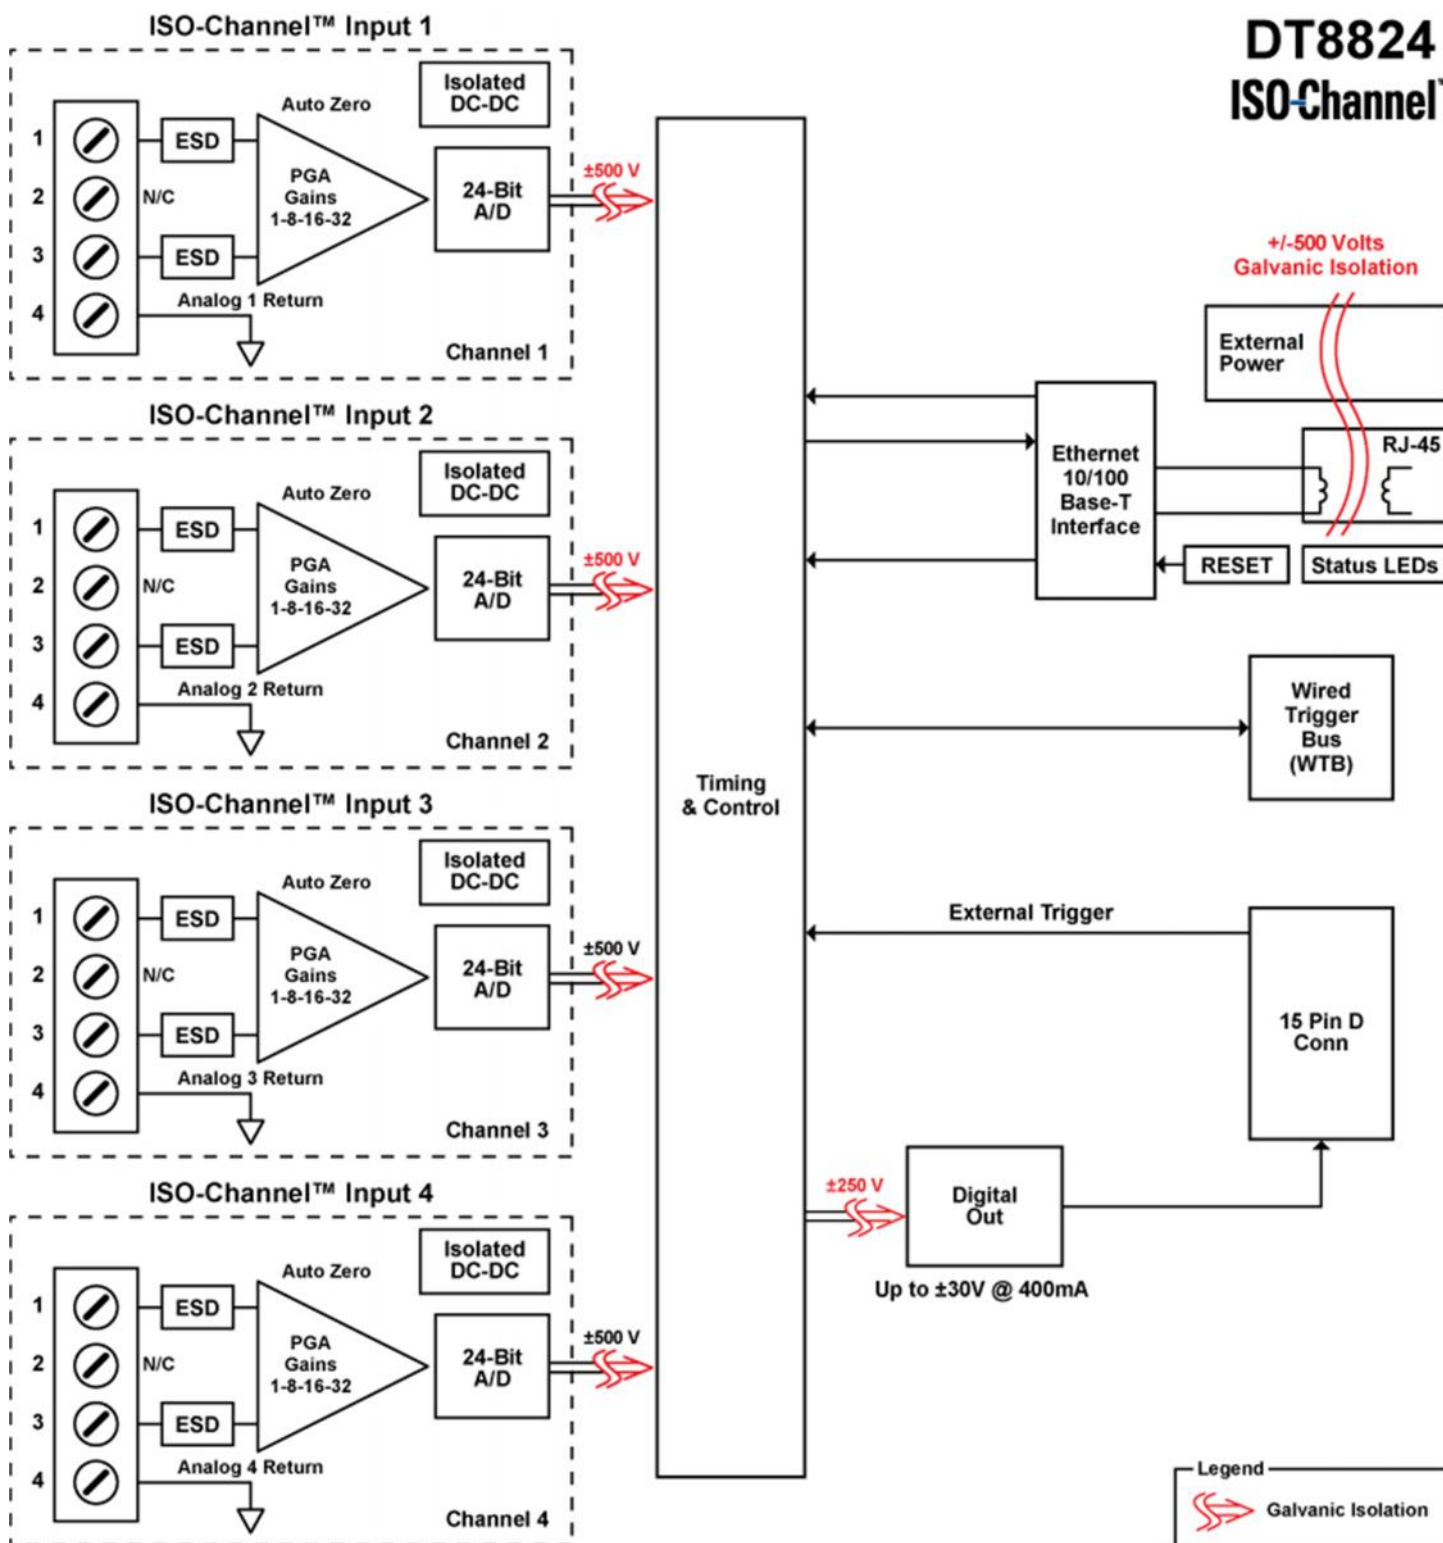 ISO-Channel™ Input 1
DT8824
ISO-Channel™
Isolated
DC-DC
Auto Zero
1
ESD
PGA
Gains
1-8-16-32
24-Bit
A/D
±500 V
2
N/C
3
ESD
4
Analog 1 Return
Channel 1
+/-500 Volts
Galvanic Isolation
External
Power
ISO-Channel™ Input 2
Isolated
DC-DC
Auto Zero
1
ESD
PGA
Gains
1-8-16-32
24-Bit
A/D
±500 V
2
N/C
3
ESD
4
Analog 2 Return
Channel 2
Ethernet
10/100
Base-T
Interface
RJ-45
RESET
Status LEDs
Wired
Trigger
Bus
(WTB)
Timing
& Control
ISO-Channel™ Input 3
Isolated
DC-DC
Auto Zero
1
ESD
PGA
Gains
1-8-16-32
24-Bit
A/D
±500 V
2
N/C
3
ESD
4
Analog 3 Return
Channel 3
External Trigger
15 Pin D
Conn
ISO-Channel™ Input 4
Isolated
DC-DC
Auto Zero
1
ESD
PGA
Gains
1-8-16-32
24-Bit
A/D
±500 V
2
N/C
3
ESD
4
Analog 4 Return
Channel 4
±250 V
Digital
Out
Up to ±30V @ 400mA
Legend
Galvanic Isolation